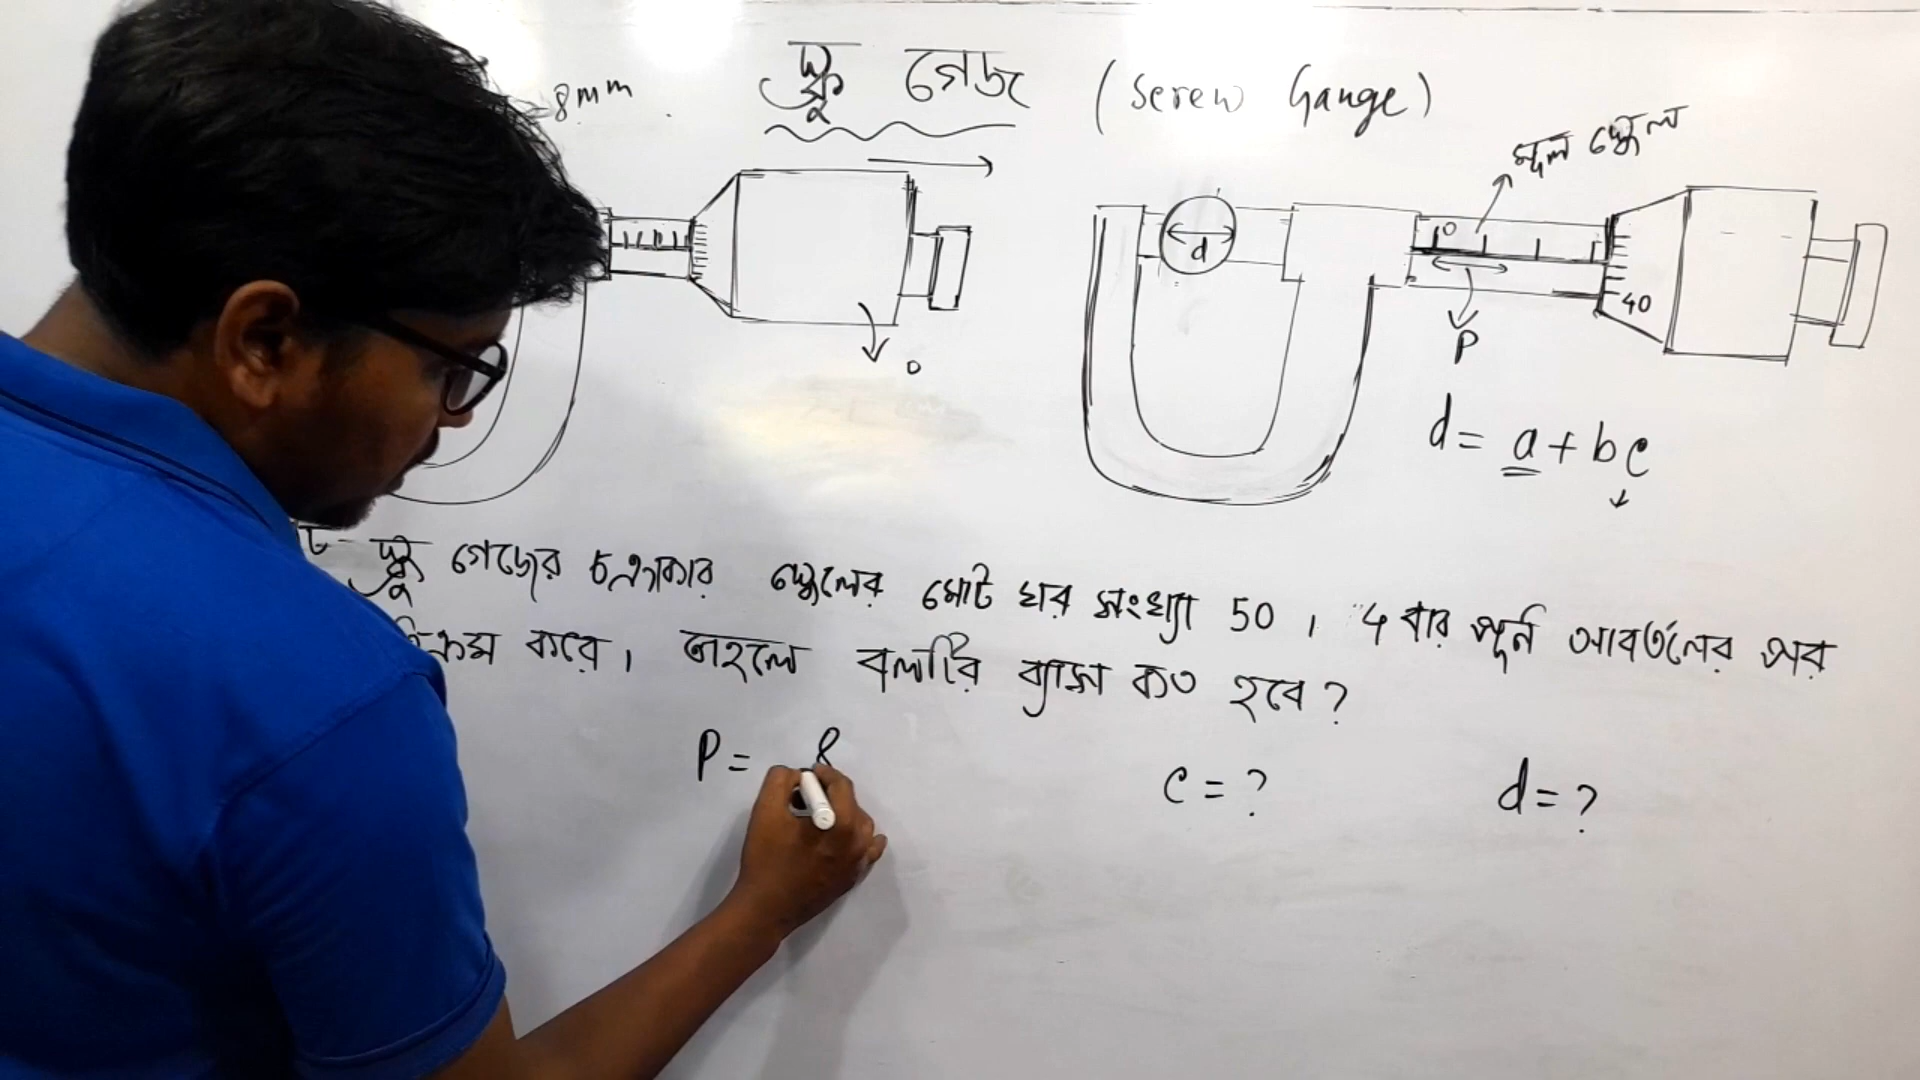 =8mm
স্ক্রু গেজ (Screw Gauge)
মূল স্কেল
d
0
40
P
0
d = a + bc
স্ক্রু গেজের চক্রাকার স্কেলের মোট ঘর সংখ্যা 50, 4 বার পূর্ন আবর্তনের পর
করে, তাহলে বলটির ব্যাস কত হবে?
P = 8
c = ?
d = ?